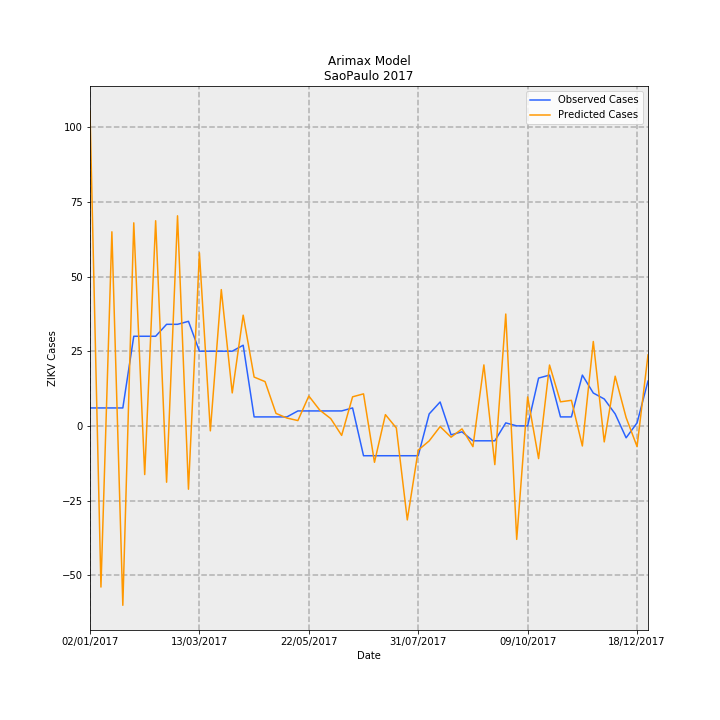 Arimax Model
SaoPaulo 2017
Observed Cases
Predicted Cases
100
75
50
25
0
−25
−50
ZIKV Cases
02/01/2017 13/03/2017 22/05/2017 31/07/2017 09/10/2017 18/12/2017
Date